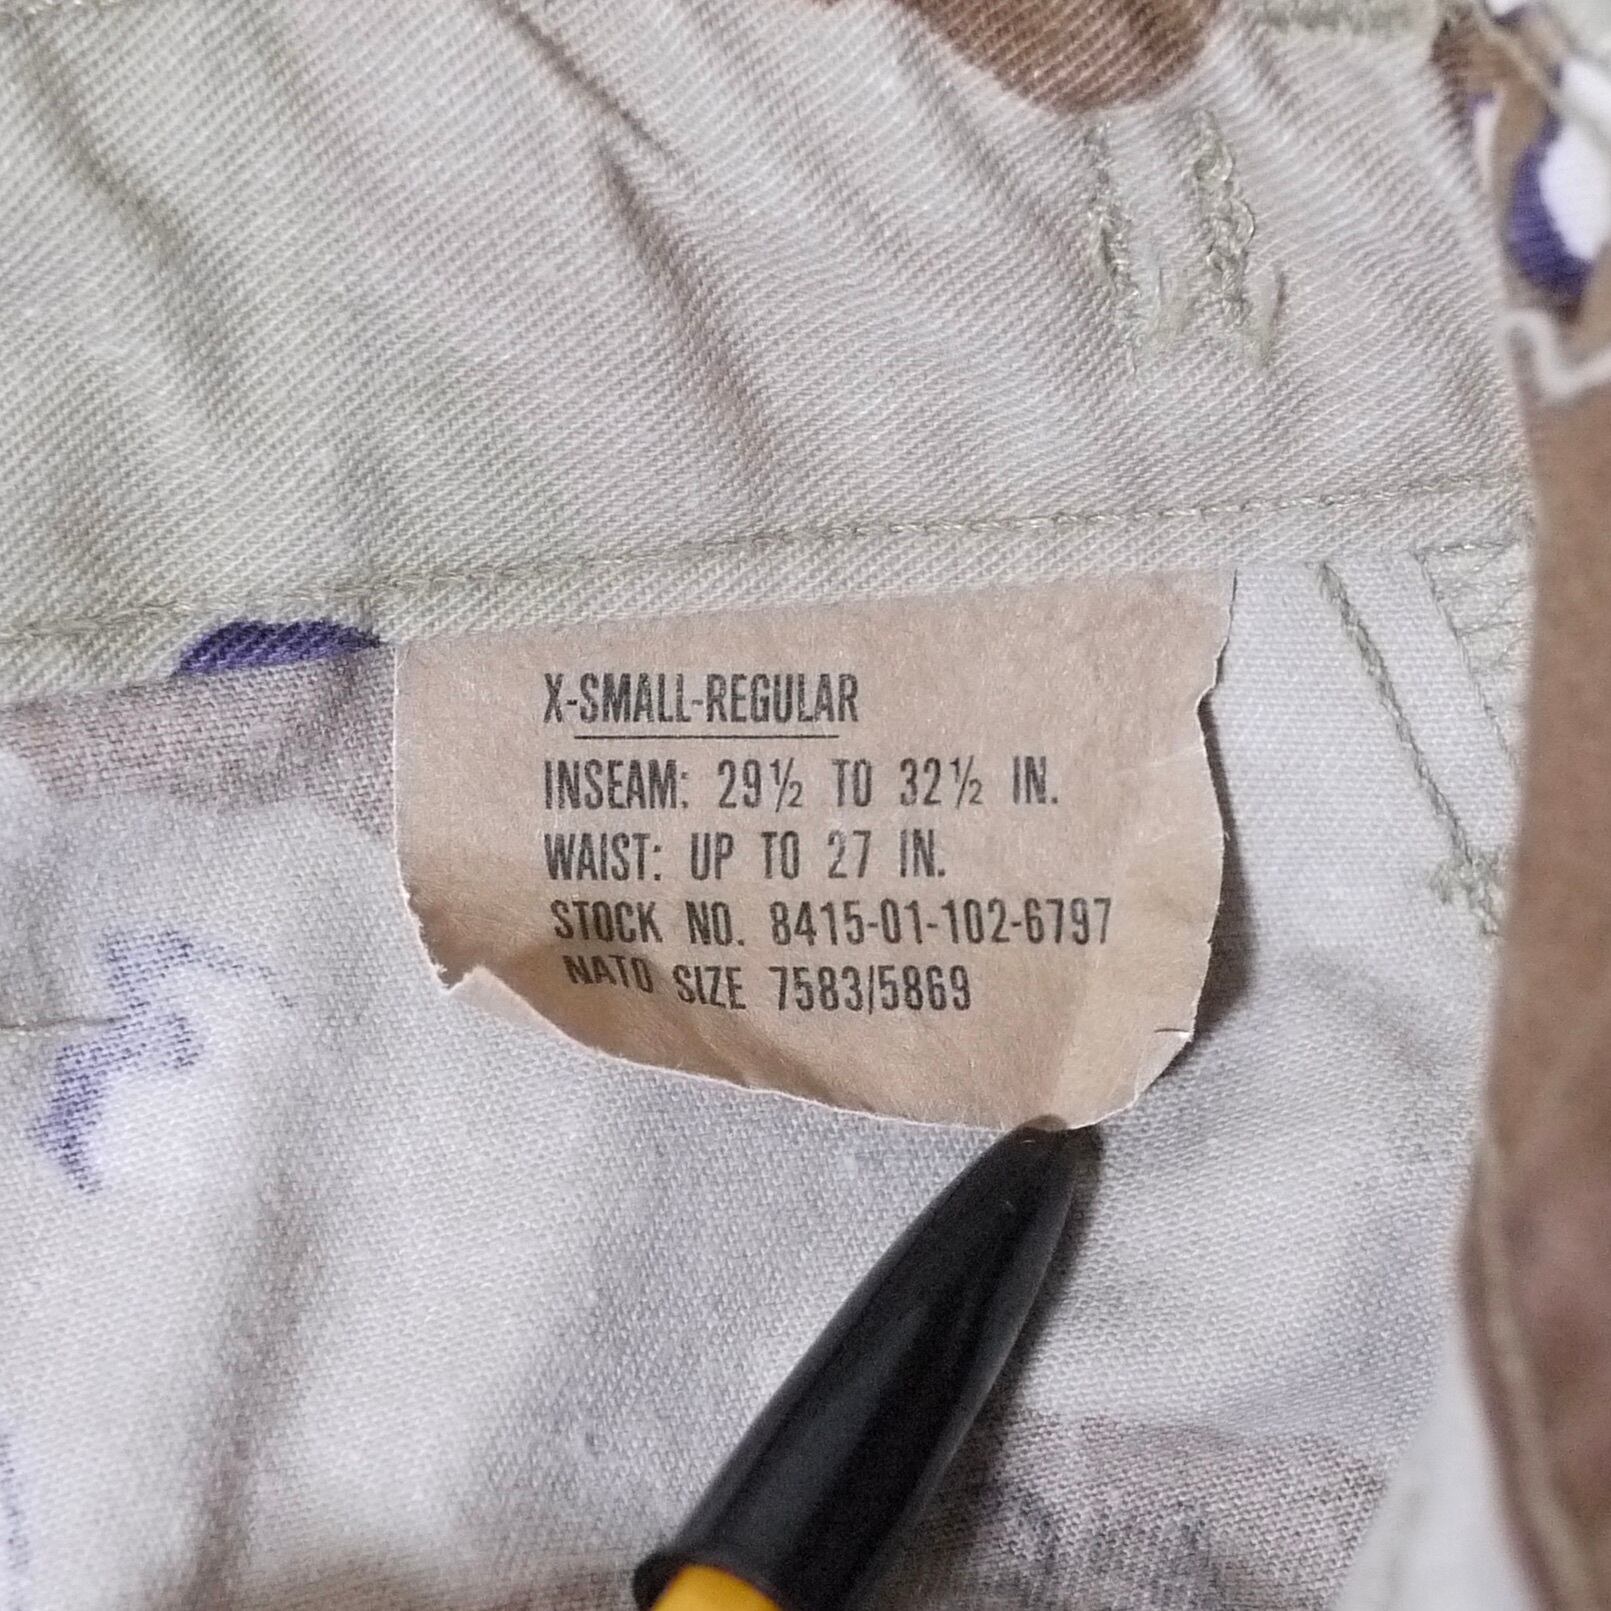 X-SMALL-REGULAR
INSEAM: 29½ TO 32½ IN.
WAIST: UP TO 27 IN.
STOCK NO. 8415-01-102-6797
NATO SIZE 7583/5869